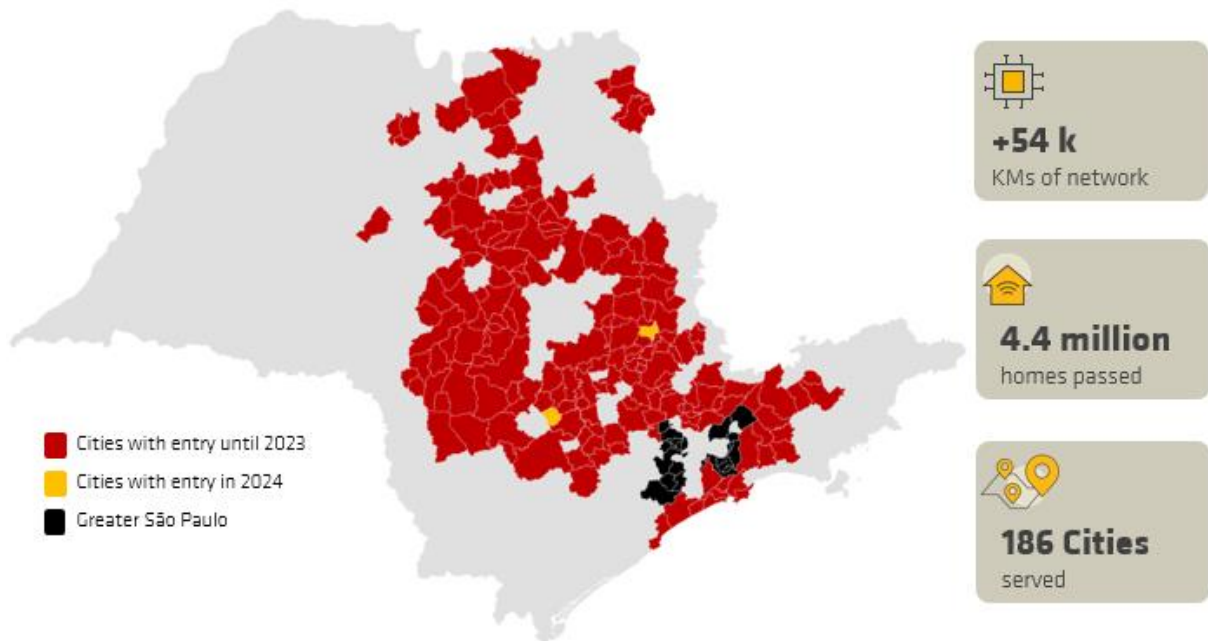 +54 k
KMs of network
4.4 million
homes passed
186 Cities
served
Cities with entry until 2023
Cities with entry in 2024
Greater São Paulo